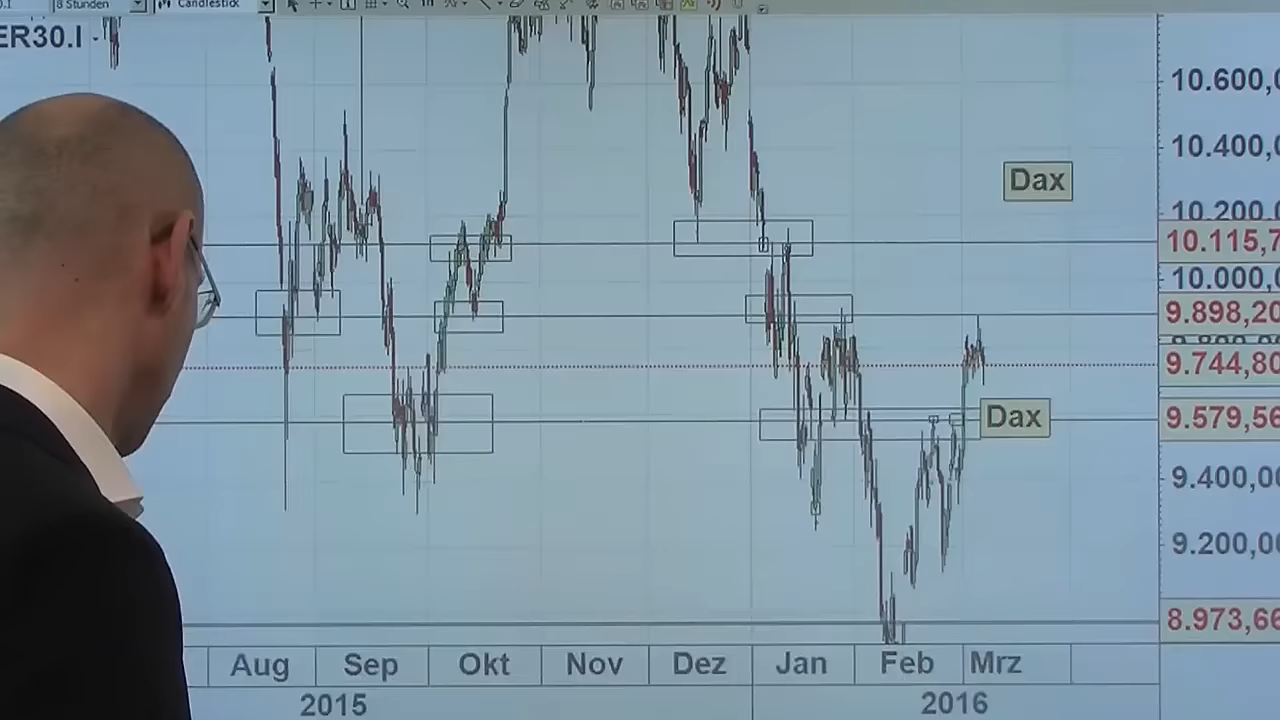 8 Stunden
Candlestick
ER30.I
10.600,0
10.400,0
Dax
10.200,0
10.115,7
10.000,0
9.898,20
9.744,80
Dax
9.579,56
9.400,00
9.200,00
8.973,66
Aug Sep Okt Nov Dez Jan Feb Mrz
2015 2016